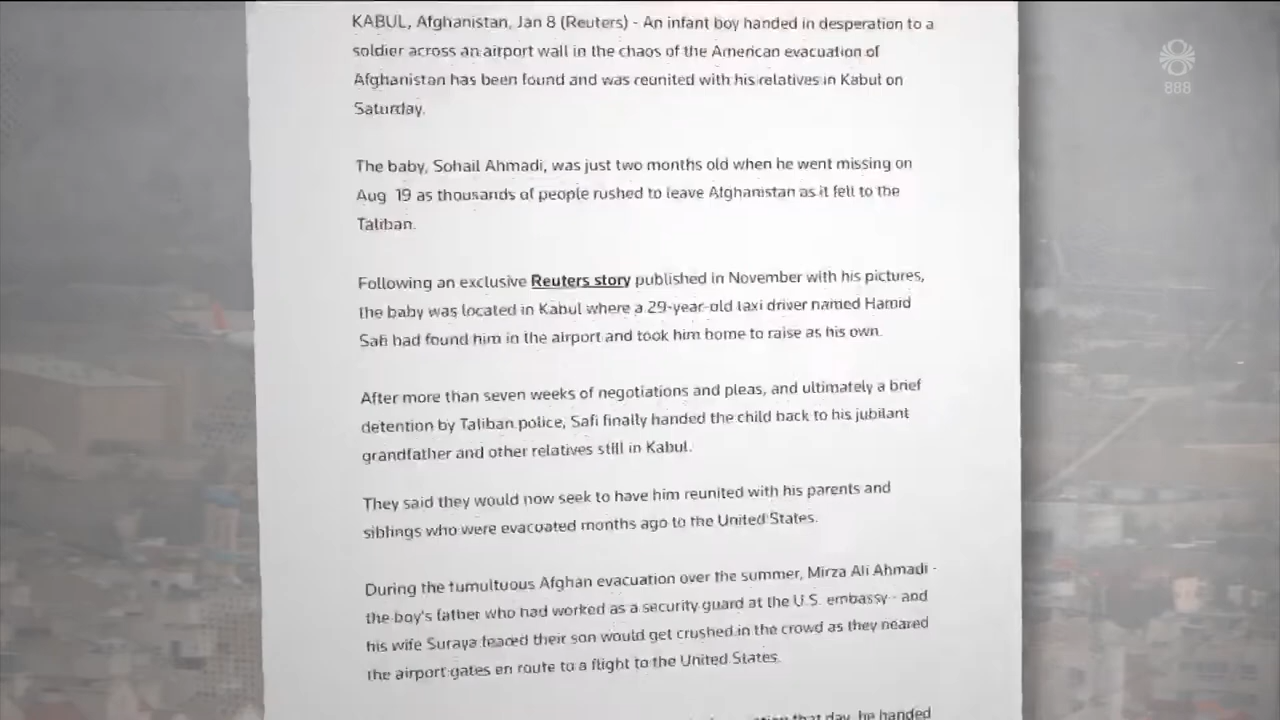 KABUL, Afghanistan, Jan 8 (Reuters) - An infant boy handed in desperation to a
soldier across an airport wall in the chaos of the American evacuation of
Afghanistan has been found and was reunited with his relatives in Kabul on
Saturday.
The baby, Sohail Ahmadi, was just two months old when he went missing on
Aug 19 as thousands of people rushed to leave Afghanistan as it fell to the
Taliban.
Following an exclusive Reuters story published in November with his pictures,
the baby was located in Kabul where a 29-year-old taxi driver named Hamid
Safi had found him in the airport and took him home to raise as his own.
After more than seven weeks of negotiations and pleas, and ultimately a brief
detention by Taliban police, Safi finally handed the child back to his jubilant
grandfather and other relatives still in Kabul.
They said they would now seek to have him reunited with his parents and
siblings who were evacuated months ago to the United States.
During the tumultuous Afghan evacuation over the summer, Mirza Ali Ahmadi -
the boy's father who had worked as a security guard at the U.S. embassy - and
his wife Suraya feared their son would get crushed in the crowd as they neared
the airport gates en route to a flight to the United States.
that day, he handed
888